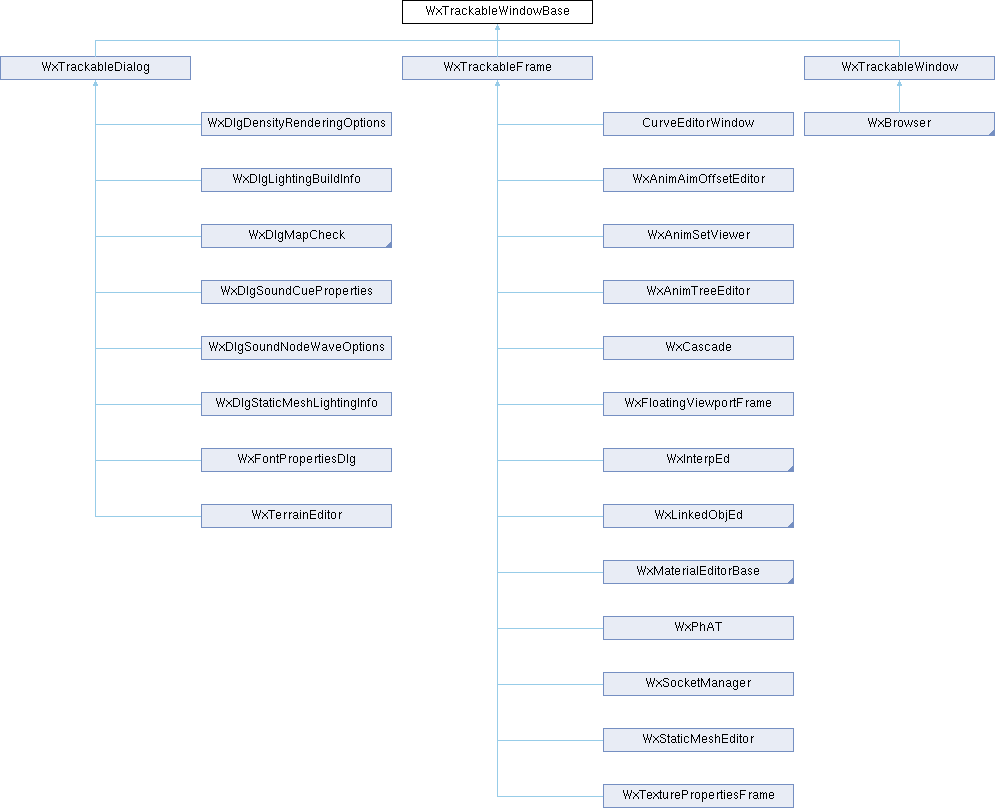 WxTrackableWindowBase
WxTrackableDialog
WxTrackableFrame
WxTrackableWindow
WxDlgDensityRenderingOptions
CurveEditorWindow
WxBrowser
WxDlgLightingBuildInfo
WxAnimAimOffsetEditor
WxDlgMapCheck
WxAnimSetViewer
WxDlgSoundCueProperties
WxAnimTreeEditor
WxDlgSoundNodeWaveOptions
WxCascade
WxDlgStaticMeshLightingInfo
WxFloatingViewportFrame
WxFontPropertiesDlg
WxInterpEd
WxTerrainEditor
WxLinkedObjEd
WxMaterialEditorBase
WxPhAT
WxSocketManager
WxStaticMeshEditor
WxTexturePropertiesFrame